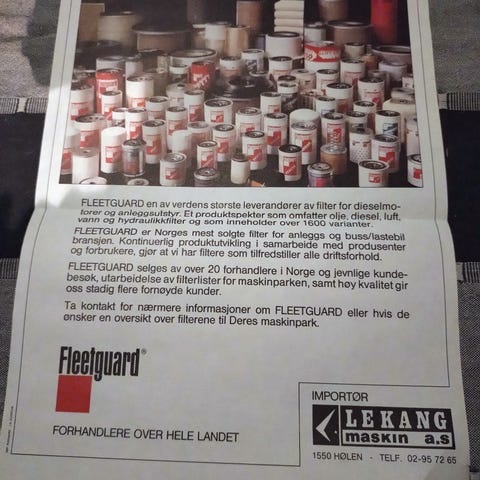 FLEETGUARD en av verdens største leverandører av filter for dieselmo-
torer og anleggsutstyr. Et produktspekter som omfatter olje, diesel, luft,
vann og hydraulikkfilter og som inneholder over 1600 varianter.
FLEETGUARD er Norges mest solgte filter for anleggs og buss/lastebil
bransjen. Kontinuerlig produktutvikling i samarbeide med produsenter
og forbrukere, gjør at vi har filtere som tilfredstiller alle driftsforhold.
FLEETGUARD selges av over 20 forhandlere i Norge og jevnlige kunde-
besøk, utarbeidelse av filterlister for maskinparken, samt høy kvalitet gir
oss stadig flere fornøyde kunder.
Ta kontakt for nærmere informasjoner om FLEETGUARD eller hvis de
ønsker en oversikt over filterene til Deres maskinpark.
Fleetguard®
FORHANDLERE OVER HELE LANDET
IMPORTØR
LEKANG
maskin a.s
1550 HØLEN - TELF. 02-95 72 65